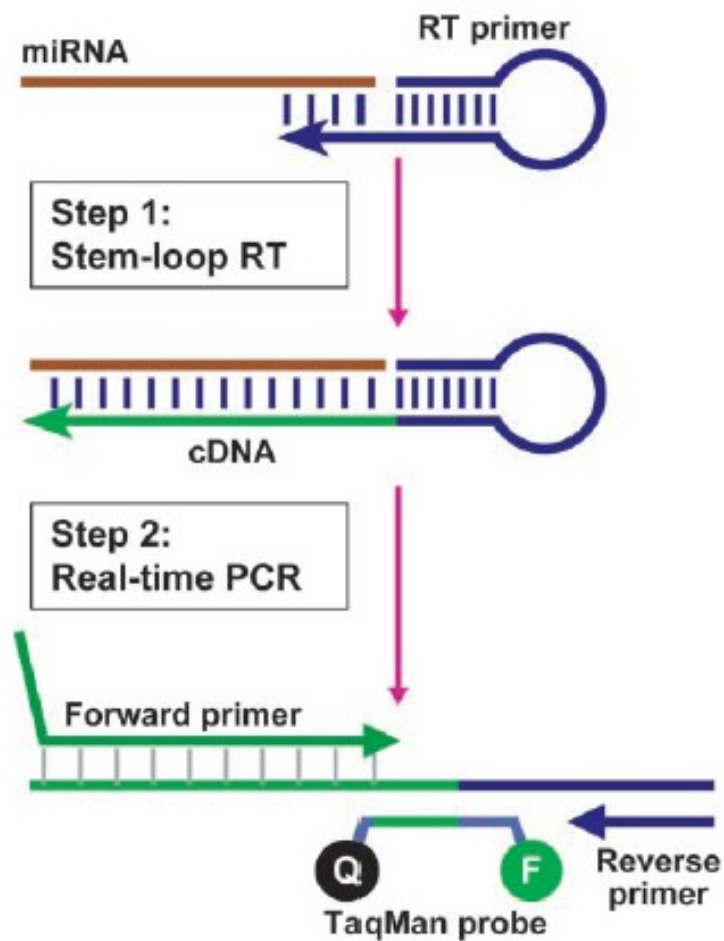 RT primer
miRNA
Step 1:
Stem-loop RT
cDNA
Step 2:
Real-time PCR
Forward primer
Q
F
Reverse
primer
TaqMan probe